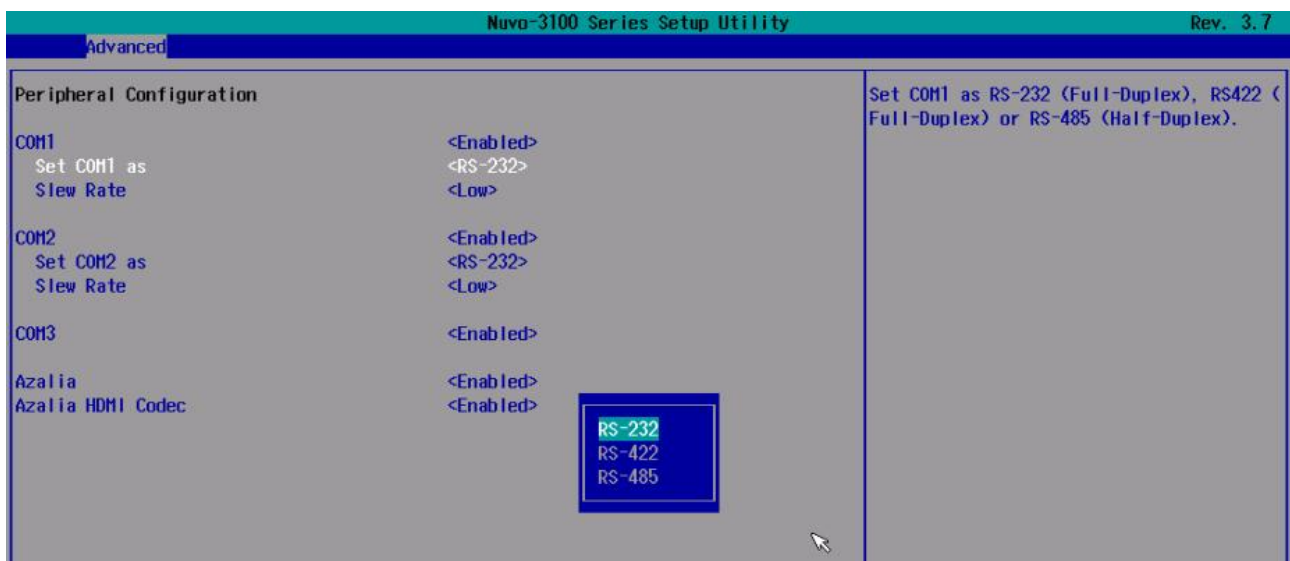 Nuvo-3100 Series Setup Utility Rev. 3.7
Advanced
Peripheral Configuration
COM1 <Enabled>
Set COM1 as <RS-232>
Slew Rate <Low>
COM2 <Enabled>
Set COM2 as <RS-232>
Slew Rate <Low>
COM3 <Enabled>
Azalia <Enabled>
Azalia HDMI Codec <Enabled>
RS-232
RS-422
RS-485
Set COM1 as RS-232 (Full-Duplex), RS422 (
Full-Duplex) or RS-485 (Half-Duplex).